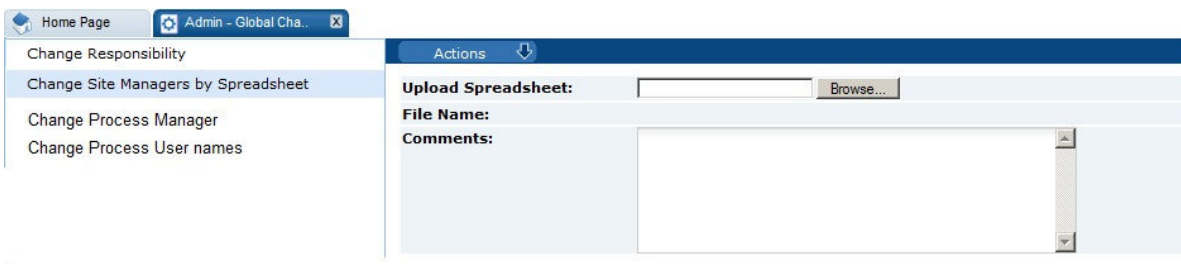 Home Page
Admin - Global Cha..
Change Responsibility
Change Site Managers by Spreadsheet
Change Process Manager
Change Process User names
Actions
Upload Spreadsheet:
Browse...
File Name:
Comments: